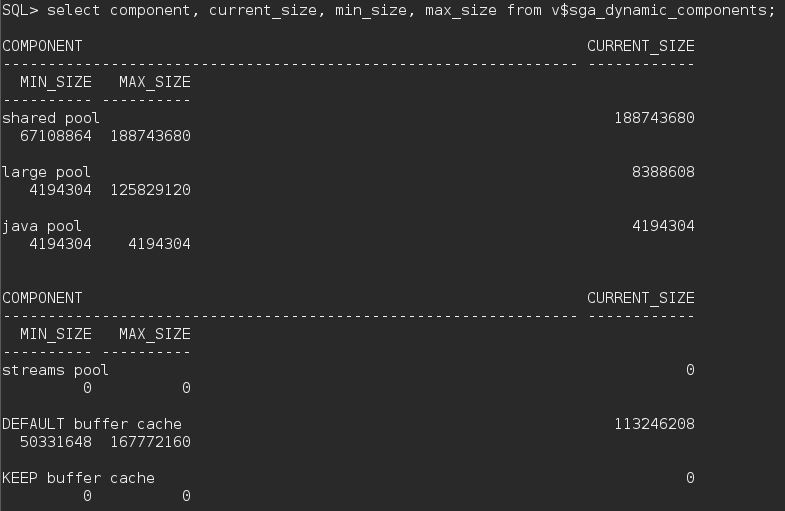 SQL> select component, current_size, min_size, max_size from v$sga_dynamic_components;
COMPONENT CURRENT_SIZE
---------------------------------------------------------------- ------------
MIN_SIZE MAX_SIZE
---------- ----------
shared pool 188743680
67108864 188743680
large pool 8388608
4194304 125829120
java pool 4194304
4194304 4194304
COMPONENT CURRENT_SIZE
---------------------------------------------------------------- ------------
MIN_SIZE MAX_SIZE
---------- ----------
streams pool 0
0 0
DEFAULT buffer cache 113246208
50331648 167772160
KEEP buffer cache 0
0 0